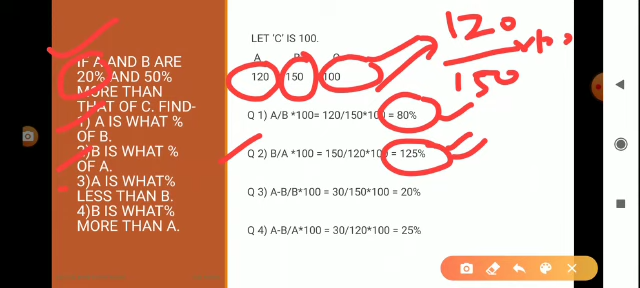 IF A AND B ARE
20% AND 50%
MORE THAN
THAT OF C. FIND-
1) A IS WHAT %
OF B.
2)B IS WHAT %
OF A.
3)A IS WHAT%
LESS THAN B.
4)B IS WHAT%
MORE THAN A.
LET 'C' IS 100.
A B C
120 150 100
120
150
Q 1) A/B *100= 120/150*100 = 80%
Q 2) B/A *100 = 150/120*100 = 125%
Q 3) A-B/B*100 = 30/150*100 = 20%
Q 4) A-B/A*100 = 30/120*100 = 25%